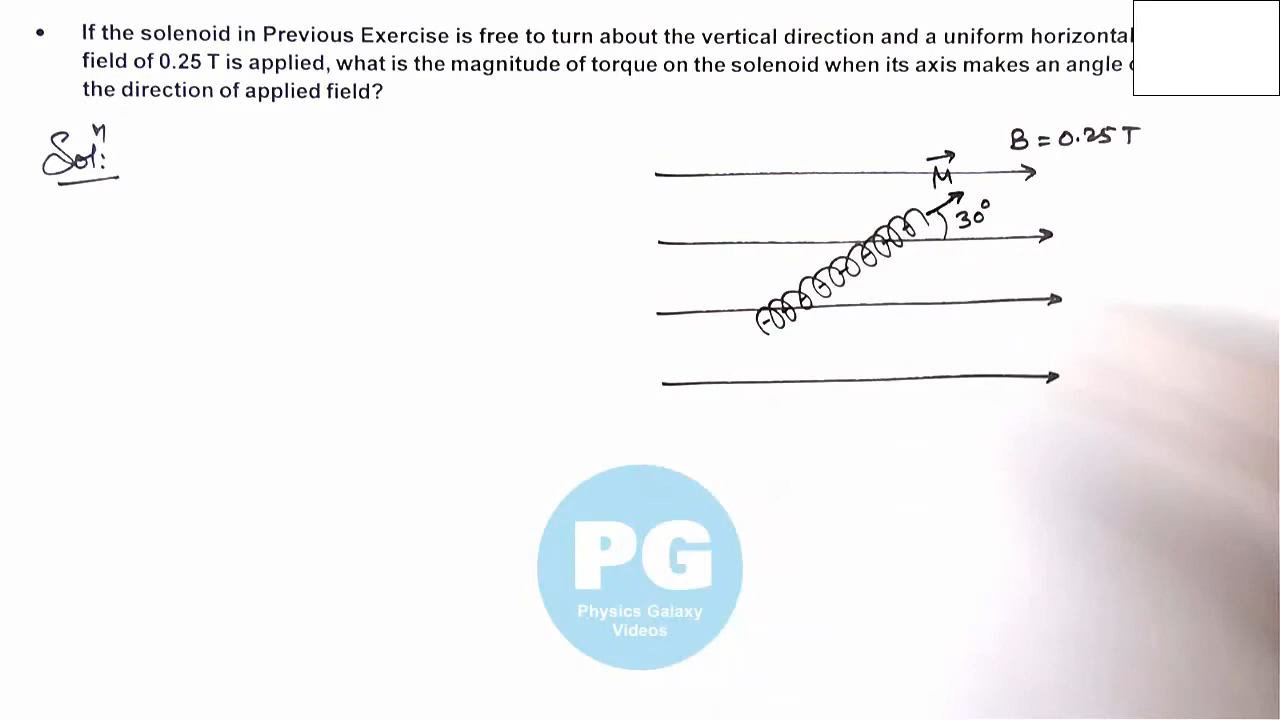 • If the solenoid in Previous Exercise is free to turn about the vertical direction and a uniform horizontal
field of 0.25 T is applied, what is the magnitude of torque on the solenoid when its axis makes an angle
the direction of applied field?
Solⁿ:
B = 0.25 T
M
30°
PG
Physics Galaxy
Videos